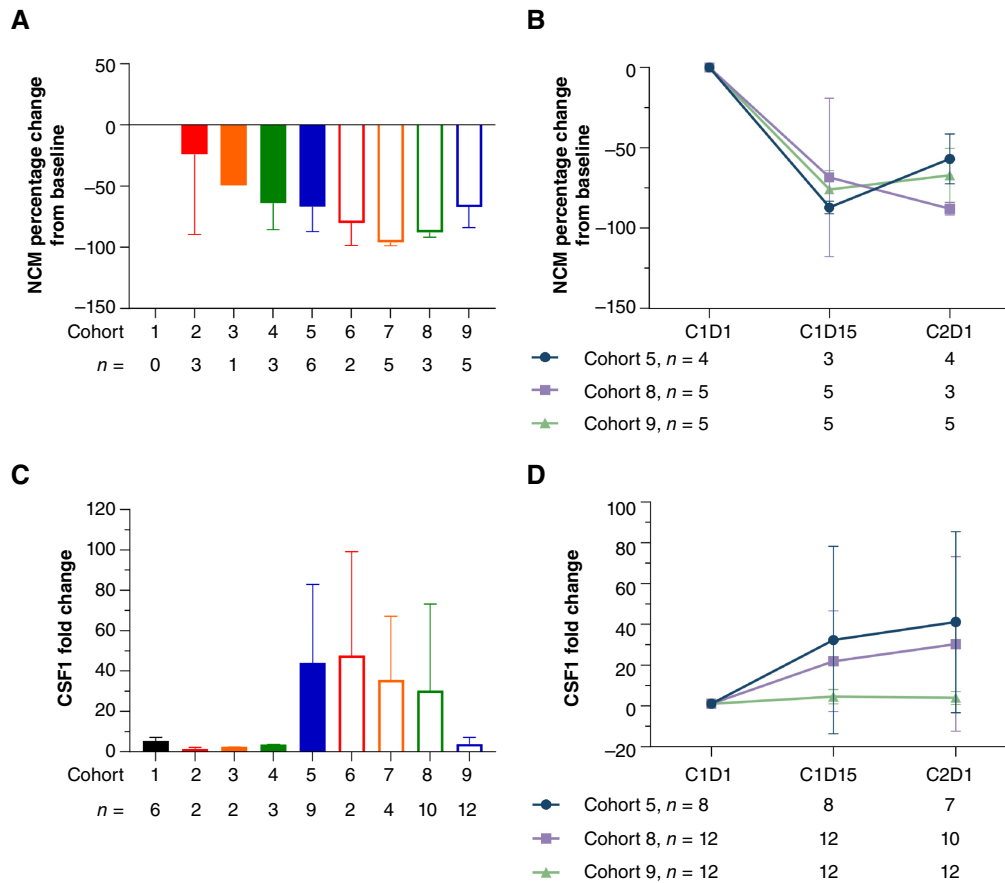 A
NCM percentage change
from baseline
50
0
−50
−100
−150
Cohort 1 2 3 4 5 6 7 8 9
n = 0 3 1 3 6 2 5 3 5
B
NCM percentage change
from baseline
0
−50
−100
−150
C1D1 C1D15 C2D1
Cohort 5, n = 4 3 4
Cohort 8, n = 5 5 3
Cohort 9, n = 5 5 5
C
CSF1 fold change
120
100
80
60
40
20
0
Cohort 1 2 3 4 5 6 7 8 9
n = 6 2 2 3 9 2 4 10 12
D
CSF1 fold change
100
80
60
40
20
0
−20
C1D1 C1D15 C2D1
Cohort 5, n = 8 8 7
Cohort 8, n = 12 12 10
Cohort 9, n = 12 12 12